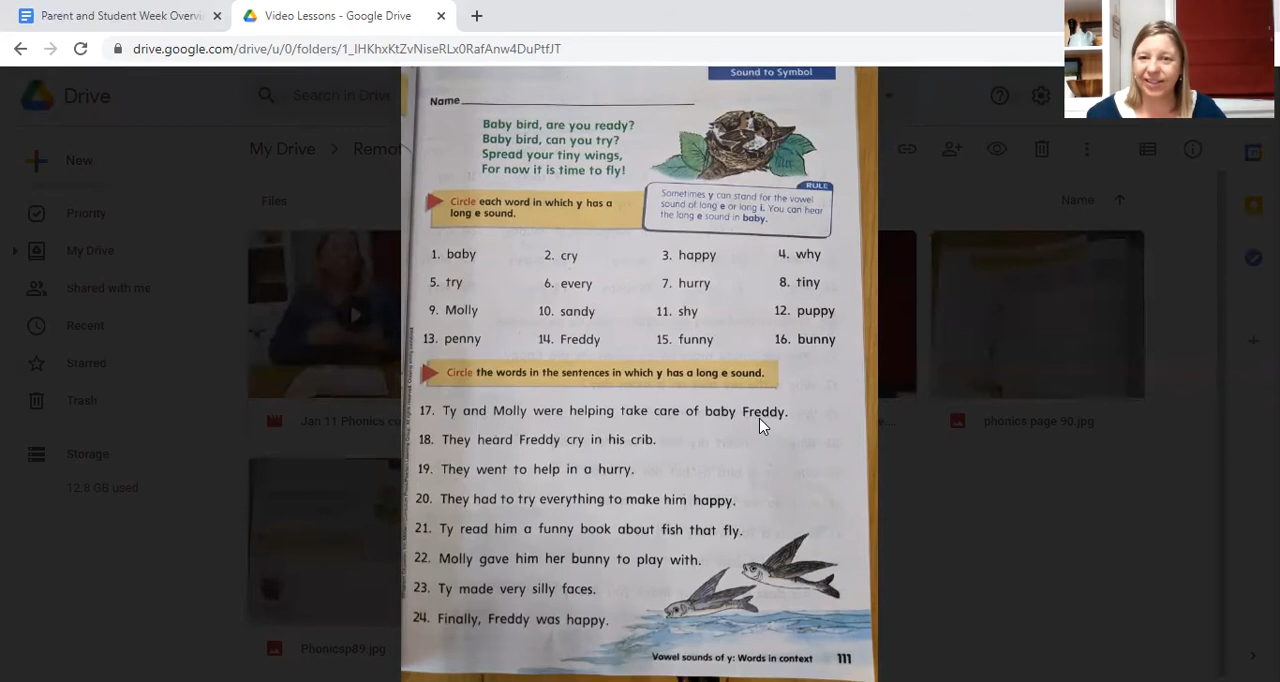 Parent and Student Week Overvi
Video Lessons - Google Drive
drive.google.com/drive/u/0/folders/1_IHKhxKtZvNiseRLx0RafAnw4DuPtfJT
Drive
Search in Drive
New
My Drive
Priority
My Drive
Shared with me
Recent
Starred
Trash
Storage
12.8 GB used
Files
Name
Jan 11 Phonics
phonics page 90.jpg
Phonicsp89.jpg
Sound to Symbol
Name
Baby bird, are you ready?
Baby bird, can you try?
Spread your tiny wings,
For now it is time to fly!
Circle each word in which y has a
long e sound.
RULE
Sometimes y can stand for the vowel
sound of long e or long i. You can hear
the long e sound in baby.
1. baby 2. cry 3. happy 4. why
5. try 6. every 7. hurry 8. tiny
9. Molly 10. sandy 11. shy 12. puppy
13. penny 14. Freddy 15. funny 16. bunny
Circle the words in the sentences in which y has a long e sound.
17. Ty and Molly were helping take care of baby Freddy.
18. They heard Freddy cry in his crib.
19. They went to help in a hurry.
20. They had to try everything to make him happy.
21. Ty read him a funny book about fish that fly.
22. Molly gave him her bunny to play with.
23. Ty made very silly faces.
24. Finally, Freddy was happy.
Vowel sounds of y: Words in context 111